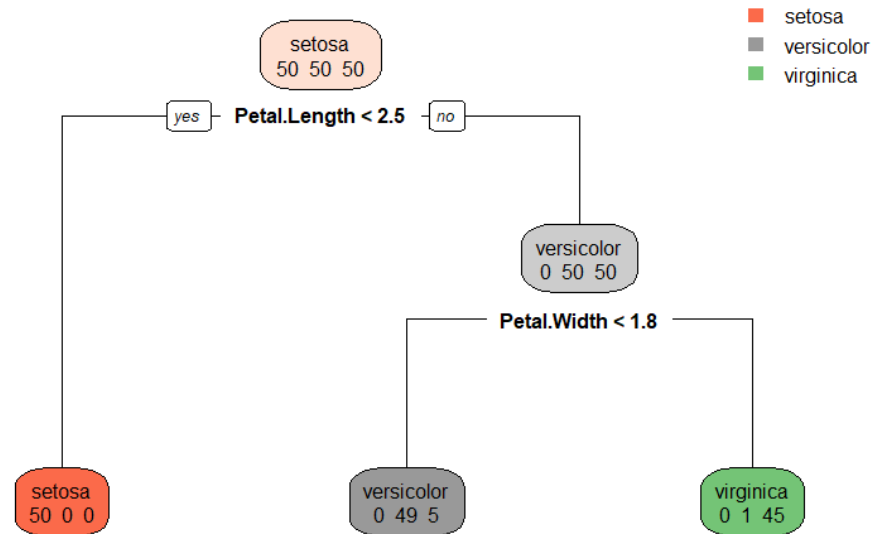 setosa
versicolor
virginica
setosa
50 50 50
yes Petal.Length < 2.5 no
versicolor
0 50 50
Petal.Width < 1.8
setosa
50 0 0
versicolor
0 49 5
virginica
0 1 45